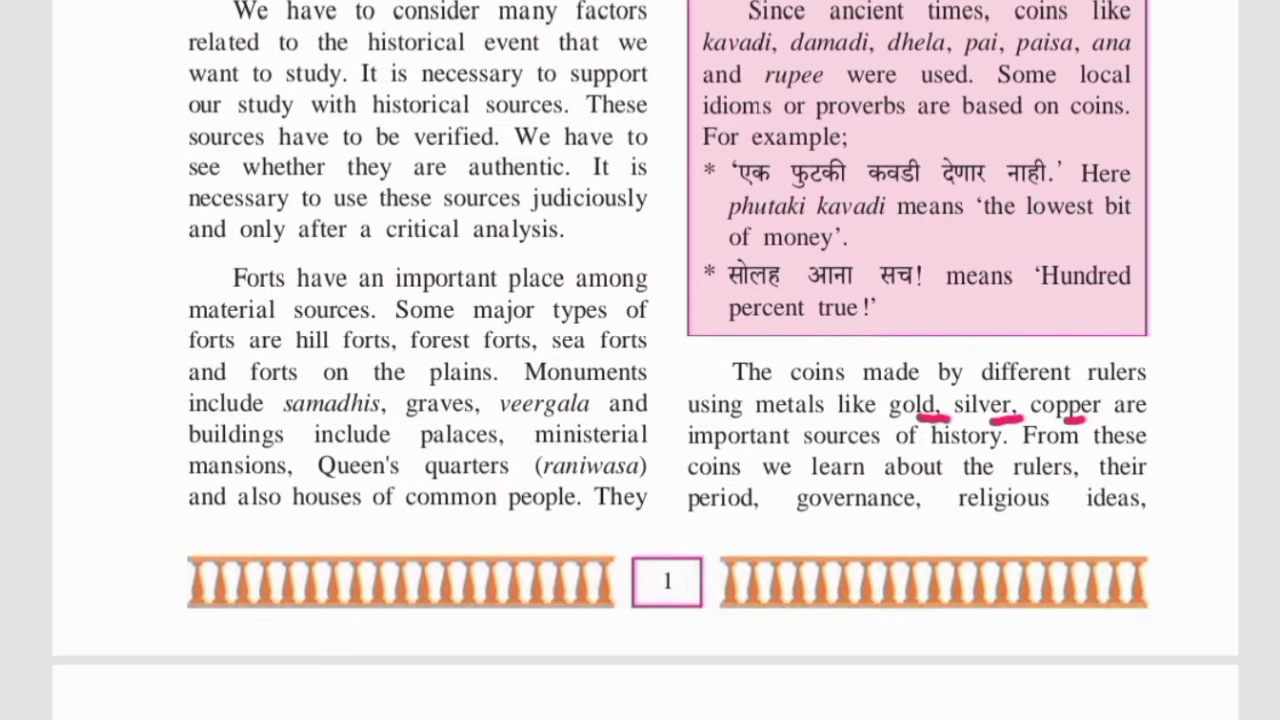 We have to consider many factors
related to the historical event that we
want to study. It is necessary to support
our study with historical sources. These
sources have to be verified. We have to
see whether they are authentic. It is
necessary to use these sources judiciously
and only after a critical analysis.
Forts have an important place among
material sources. Some major types of
forts are hill forts, forest forts, sea forts
and forts on the plains. Monuments
include samadhis, graves, veergala and
buildings include palaces, ministerial
mansions, Queen's quarters (raniwasa)
and also houses of common people. They
Since ancient times, coins like
kavadi, damadi, dhela, pai, paisa, ana
and rupee were used. Some local
idioms or proverbs are based on coins.
For example;
* ‘एक फुटकी कवडी देणार नाही.’ Here
phutaki kavadi means ‘the lowest bit
of money’.
* सोलह आना सच! means ‘Hundred
percent true!’
The coins made by different rulers
using metals like gold, silver, copper are
important sources of history. From these
coins we learn about the rulers, their
period, governance, religious ideas,
1